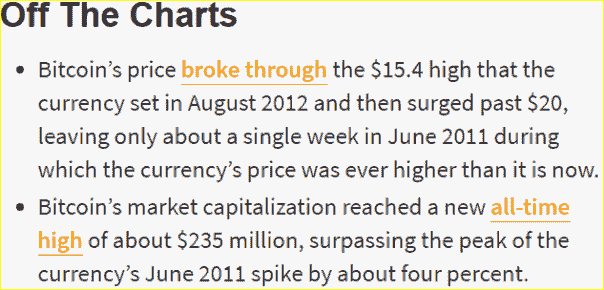 Off The Charts
• Bitcoin’s price broke through the $15.4 high that the
currency set in August 2012 and then surged past $20,
leaving only about a single week in June 2011 during
which the currency’s price was ever higher than it is now.
• Bitcoin’s market capitalization reached a new all-time
high of about $235 million, surpassing the peak of the
currency’s June 2011 spike by about four percent.